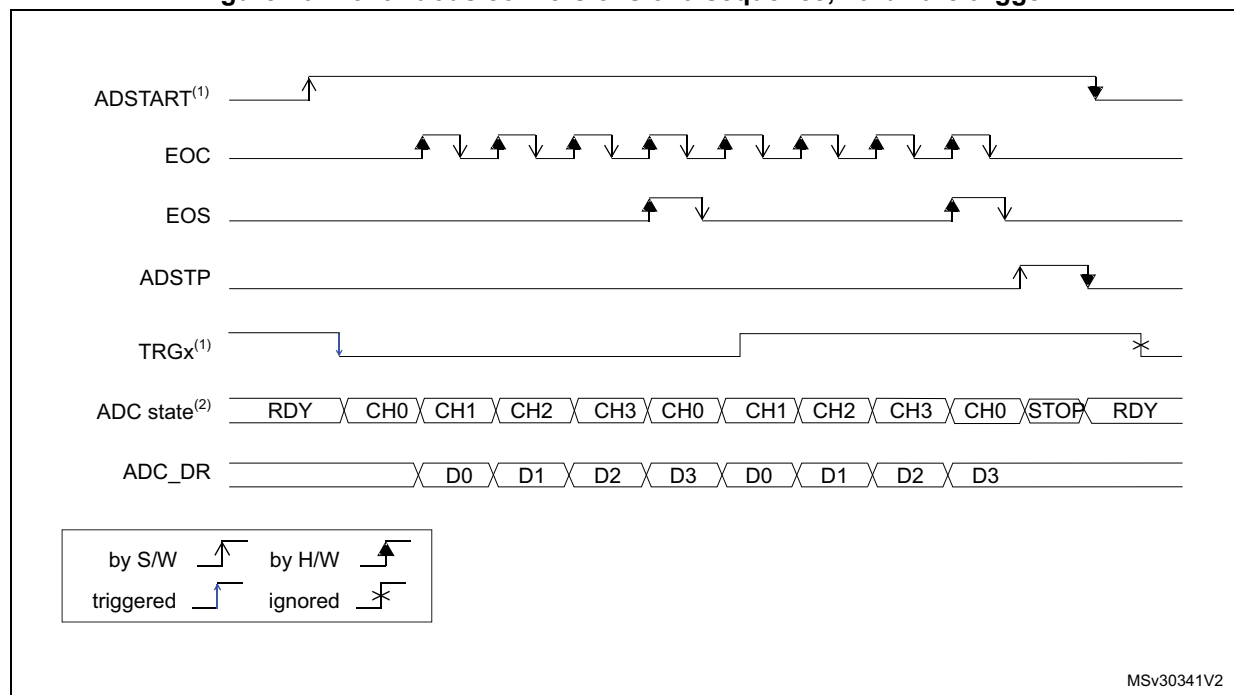 ADSTART(1)
EOC
EOS
ADSTP
TRGx(1)
ADC state(2) RDY CH0 CH1 CH2 CH3 CH0 CH1 CH2 CH3 CH0 STOP RDY
ADC_DR D0 D1 D2 D3 D0 D1 D2 D3
by S/W by H/W
triggered ignored
MSv30341V2